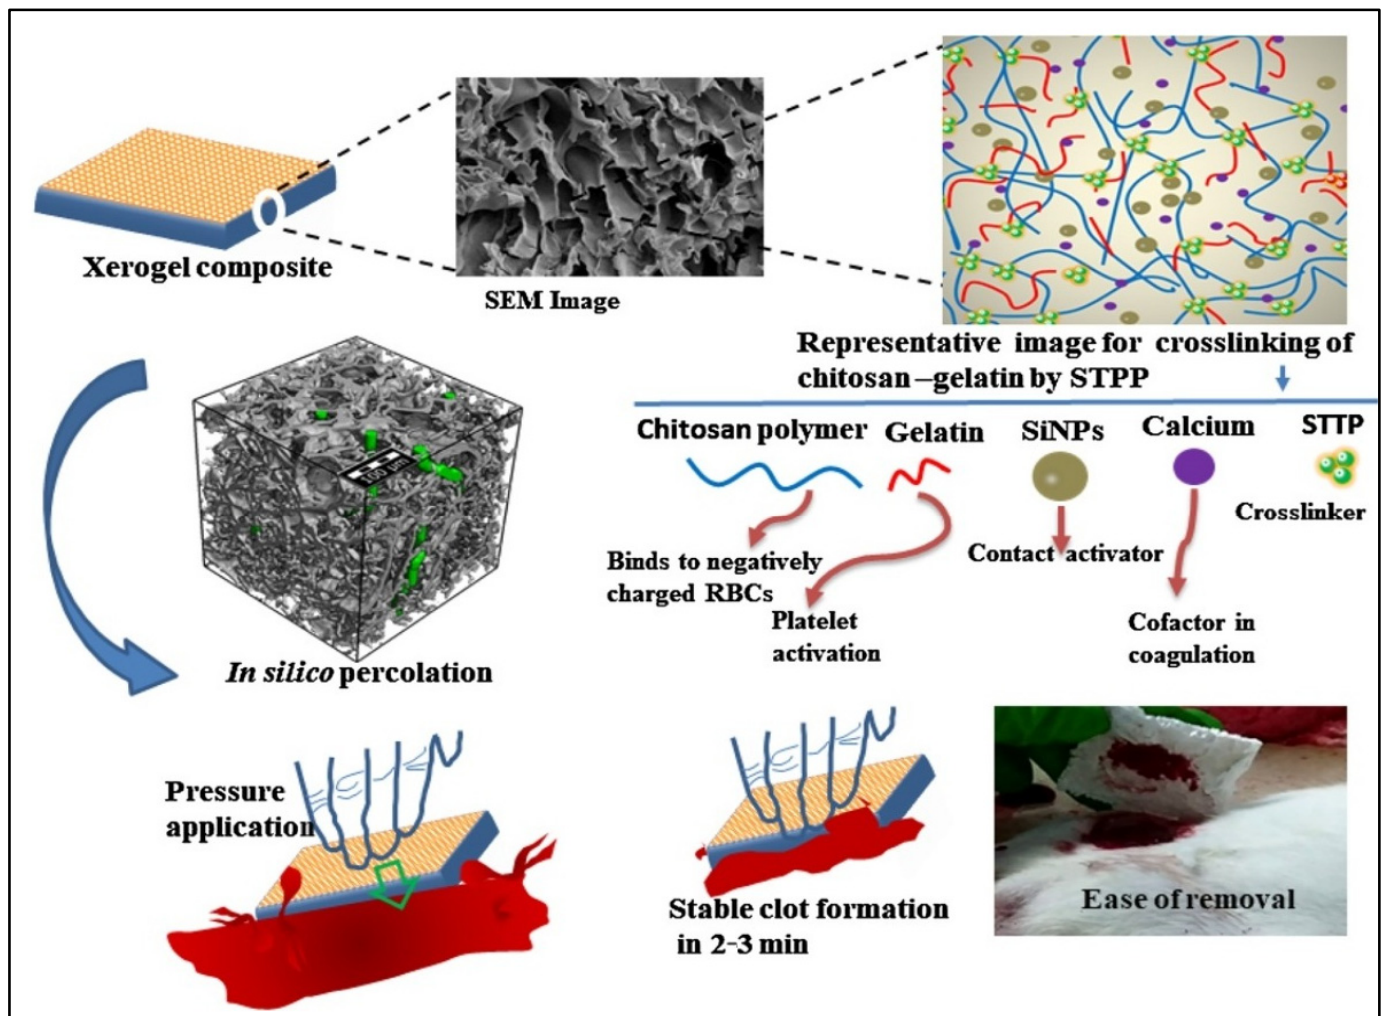 Xerogel composite
SEM Image
Representative image for crosslinking of
chitosan–gelatin by STPP
Chitosan polymer
Gelatin
SiNPs
Calcium
STTP
Crosslinker
Binds to negatively
charged RBCs
Platelet
activation
Contact activator
Cofactor in
coagulation
100 µm
In silico percolation
Pressure
application
Stable clot formation
in 2-3 min
Ease of removal